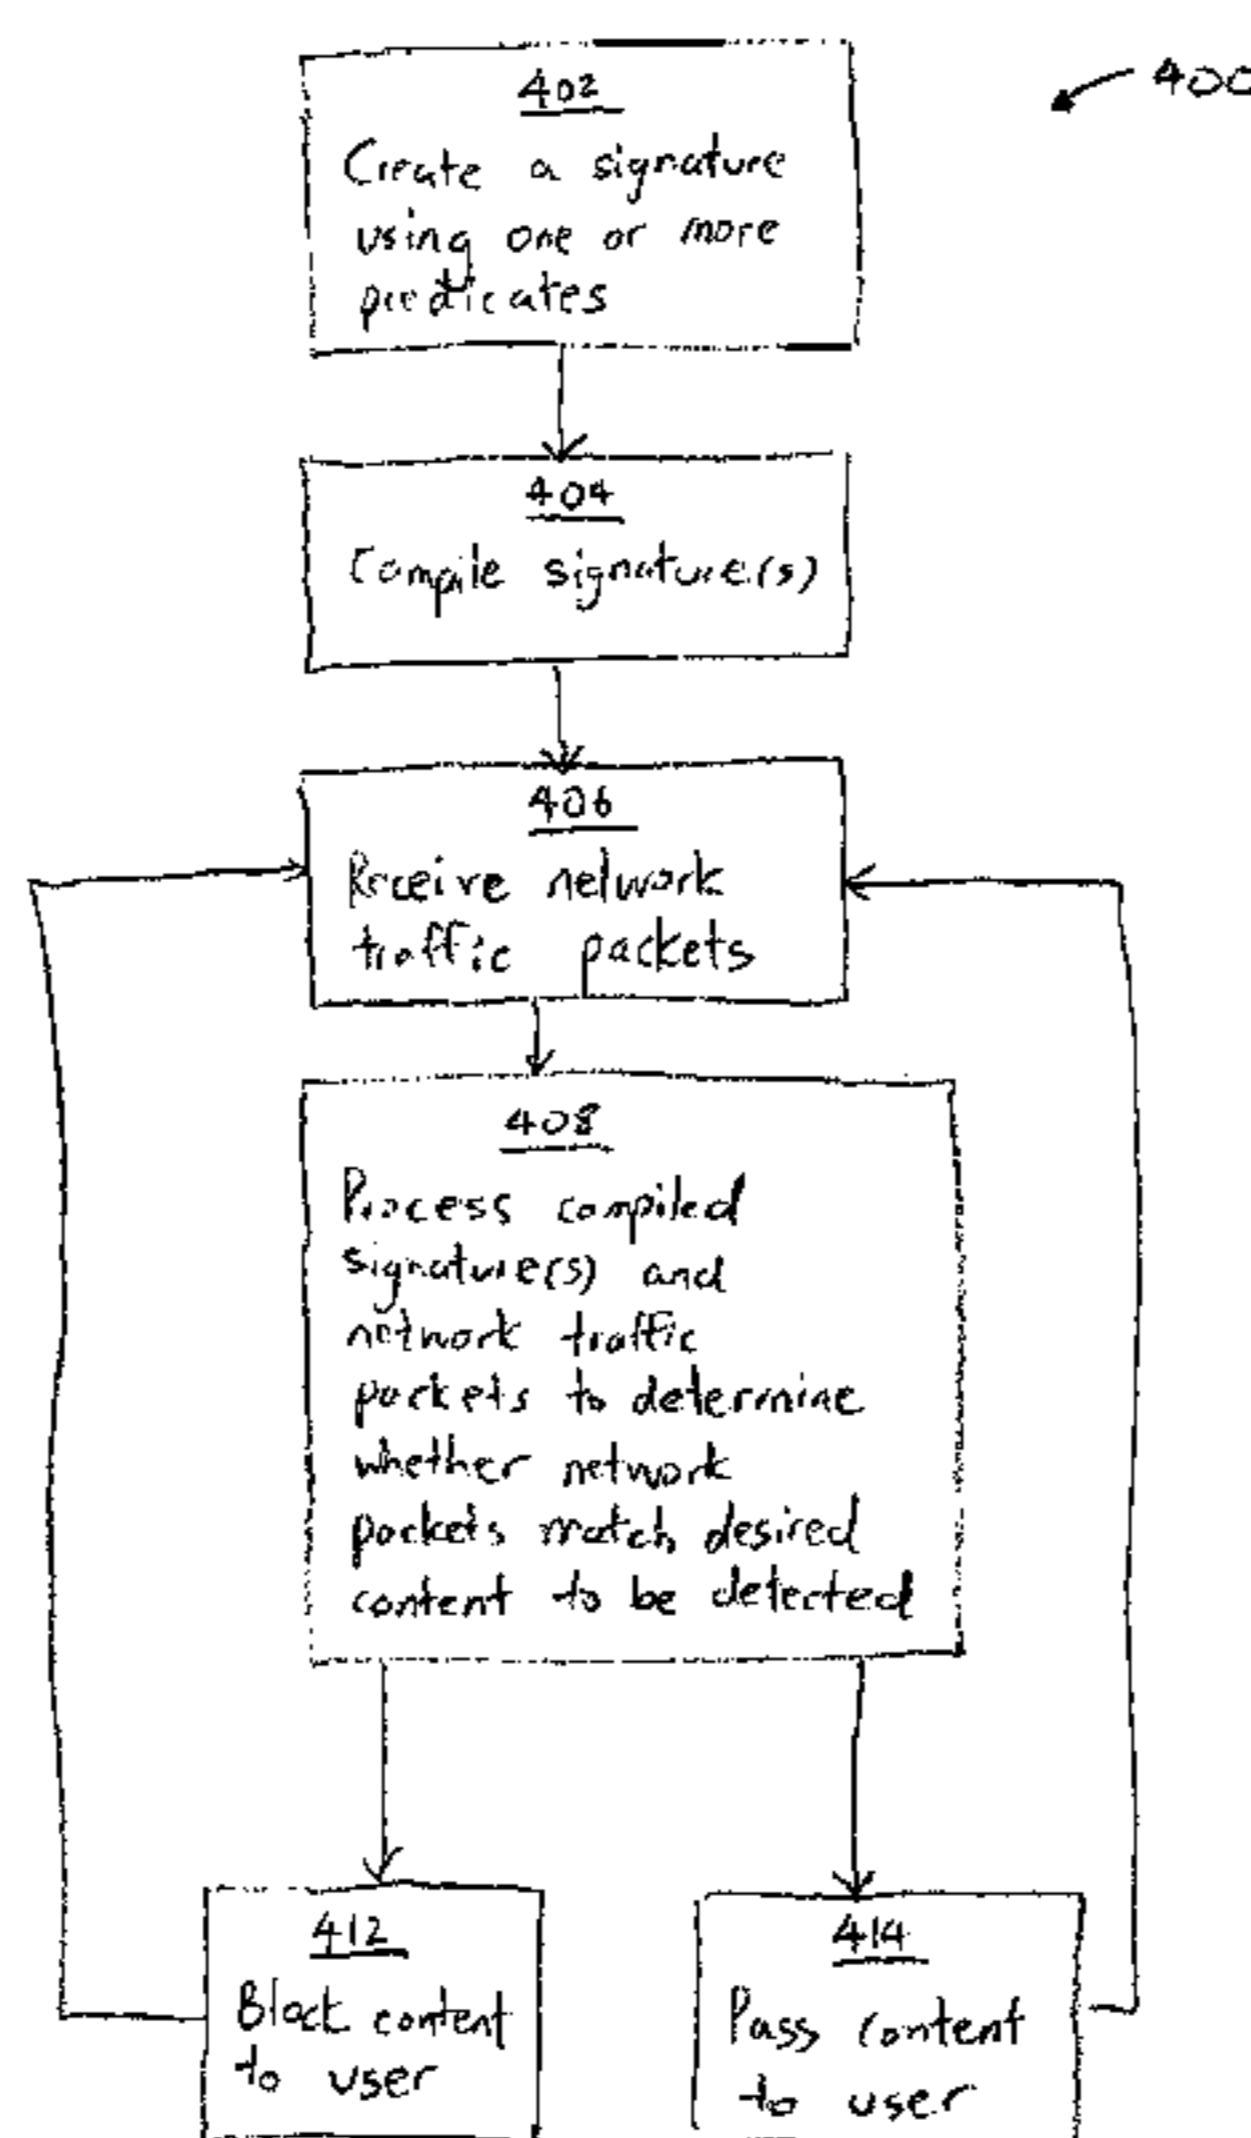 402
400
Create a signature
using one or more
predicates
404
Compile signature(s)
406
Receive network
traffic packets
408
Process compiled
signature(s) and
network traffic
packets to determine
whether network
packets match desired
content to be detected
412
Block content
to user
414
Pass content
to user